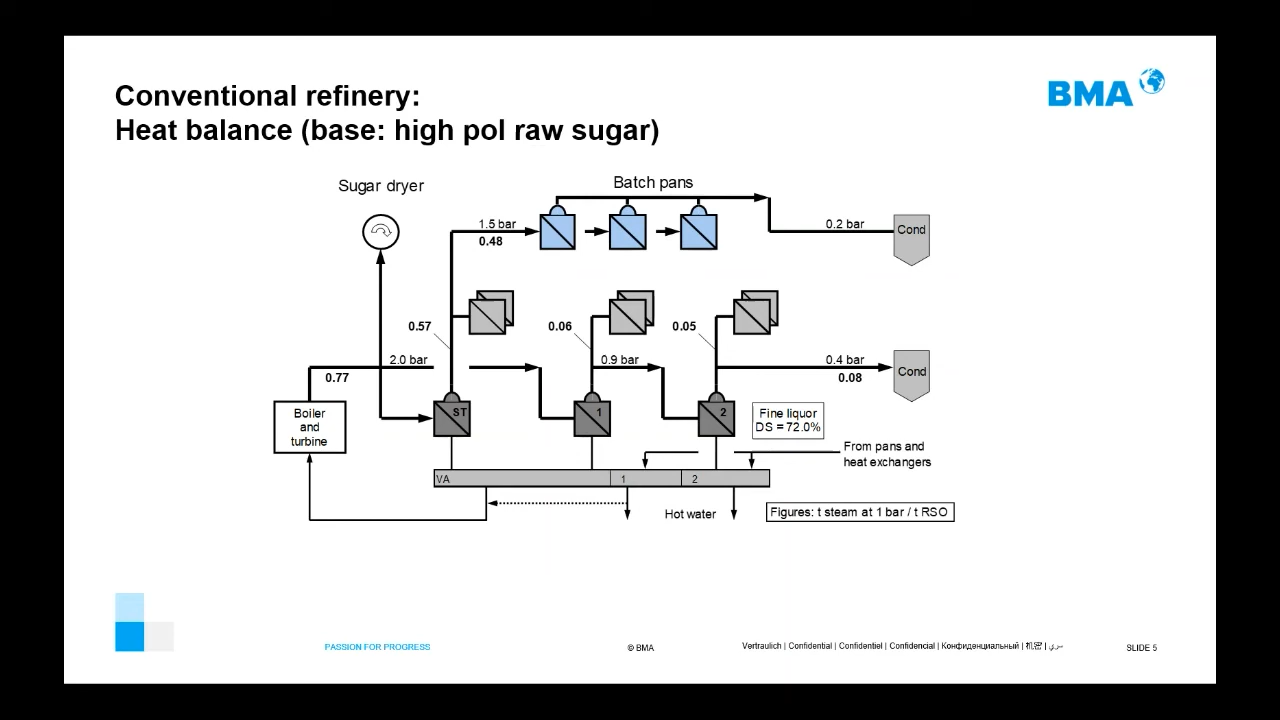 Conventional refinery:
Heat balance (base: high pol raw sugar)
BMA
Sugar dryer
Batch pans
1.5 bar
0.48
0.2 bar
Cond
0.57
0.06
0.05
2.0 bar
0.77
0.9 bar
0.4 bar
0.08
Cond
Boiler
and
turbine
ST
1
2
Fine liquor
DS = 72.0%
From pans and
heat exchangers
VA
1
2
Hot water
Figures: t steam at 1 bar / t RSO
PASSION FOR PROGRESS
© BMA
Vertraulich | Confidential | Confidentiel | Confidencial | Конфиденциальный | 机密 | سري
SLIDE 5